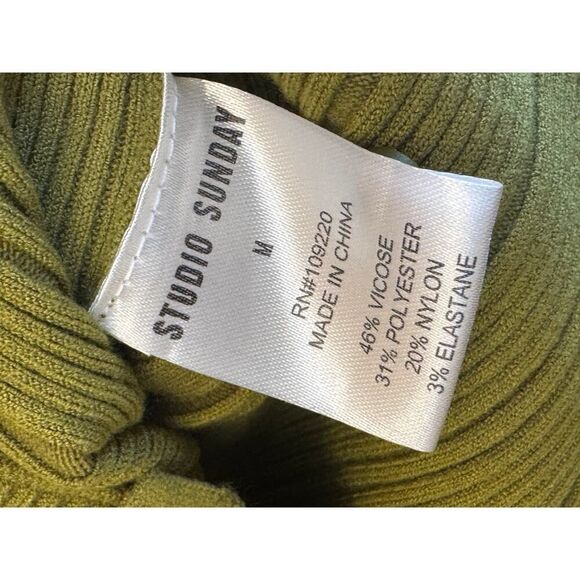 STUDIO SUNDAY
M
RN#109220
MADE IN CHINA
46% VICOSE
31% POLYESTER
20% NYLON
3% ELASTANE